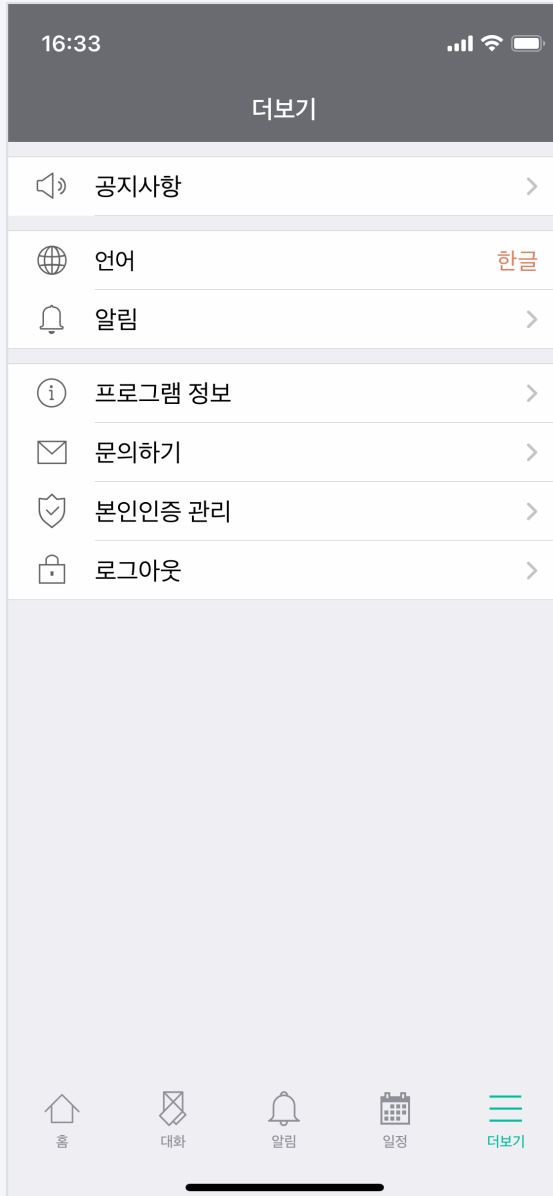 16:33
더보기
공지사항
언어 한글
알림
프로그램 정보
문의하기
본인인증 관리
로그아웃
홈 대화 알림 일정 더보기